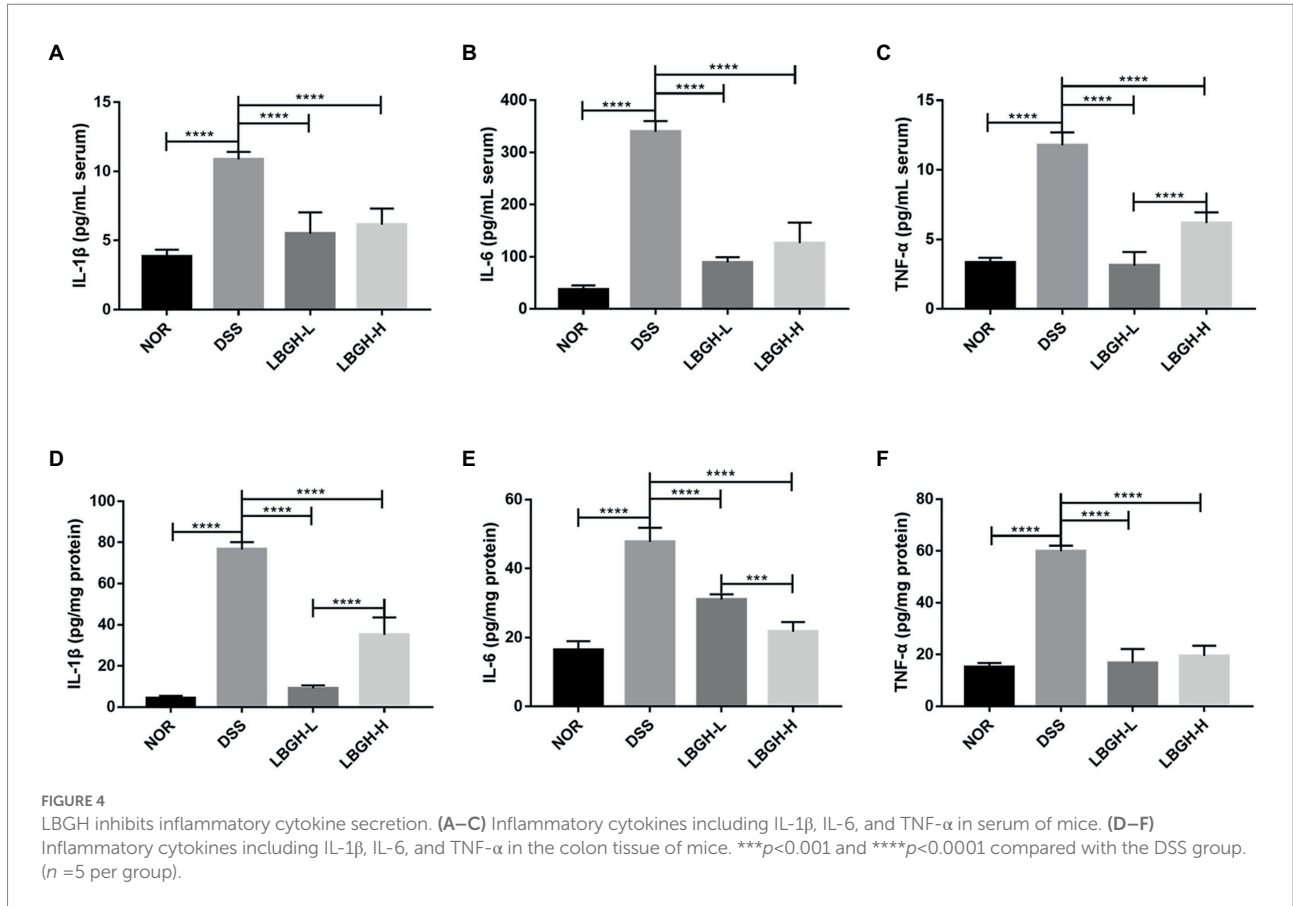 A
IL-1β (pg/mL serum)
15
10
5
0
****
****
****
NOR
DSS
LBGH-L
LBGH-H
B
IL-6 (pg/mL serum)
400
300
200
100
0
****
****
****
NOR
DSS
LBGH-L
LBGH-H
C
TNF-α (pg/mL serum)
15
10
5
0
****
****
****
****
NOR
DSS
LBGH-L
LBGH-H
D
IL-1β (pg/mg protein)
100
80
60
40
20
0
****
****
****
****
NOR
DSS
LBGH-L
LBGH-H
E
IL-6 (pg/mg protein)
60
40
20
0
****
****
****
***
NOR
DSS
LBGH-L
LBGH-H
F
TNF-α (pg/mg protein)
80
60
40
20
0
****
****
****
NOR
DSS
LBGH-L
LBGH-H
FIGURE 4
LBGH inhibits inflammatory cytokine secretion. (A–C) Inflammatory cytokines including IL-1β, IL-6, and TNF-α in serum of mice. (D–F)
Inflammatory cytokines including IL-1β, IL-6, and TNF-α in the colon tissue of mice. ***p<0.001 and ****p<0.0001 compared with the DSS group.
(n =5 per group).